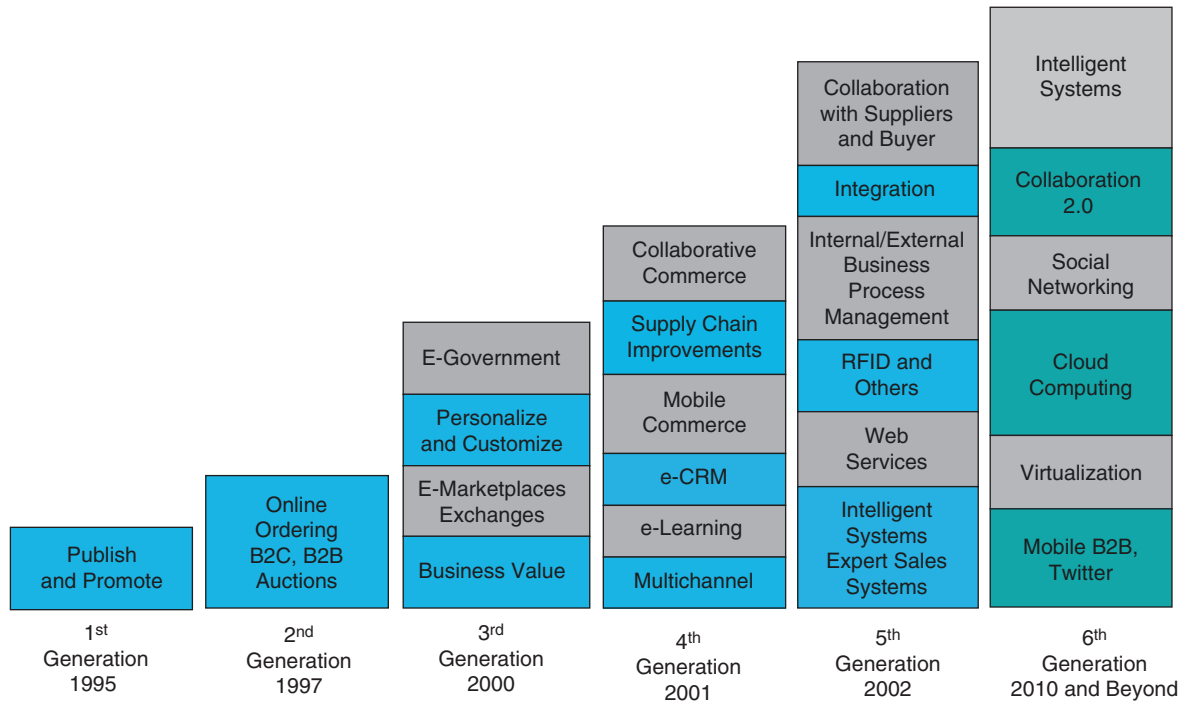 Publish
and Promote
1st
Generation
1995
Online
Ordering
B2C, B2B
Auctions
2nd
Generation
1997
E-Government
Personalize
and Customize
E-Marketplaces
Exchanges
Business Value
3rd
Generation
2000
Collaborative
Commerce
Supply Chain
Improvements
Mobile
Commerce
e-CRM
e-Learning
Multichannel
4th
Generation
2001
Collaboration
with Suppliers
and Buyer
Integration
Internal/External
Business
Process
Management
RFID and
Others
Web
Services
Intelligent
Systems
Expert Sales
Systems
5th
Generation
2002
Intelligent
Systems
Collaboration
2.0
Social
Networking
Cloud
Computing
Virtualization
Mobile B2B,
Twitter
6th
Generation
2010 and Beyond